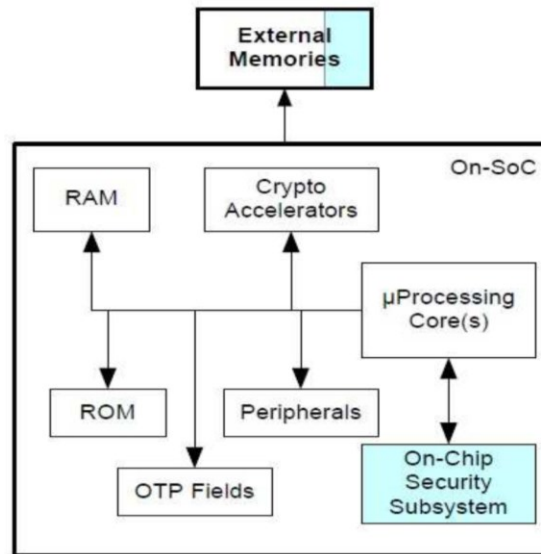 External
Memories
On-SoC
RAM
Crypto
Accelerators
µProcessing
Core(s)
ROM
Peripherals
OTP Fields
On-Chip
Security
Subsystem